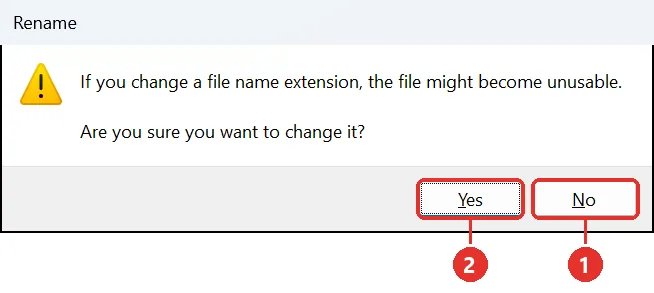 Rename
If you change a file name extension, the file might become unusable.
Are you sure you want to change it?
Yes No
2 1